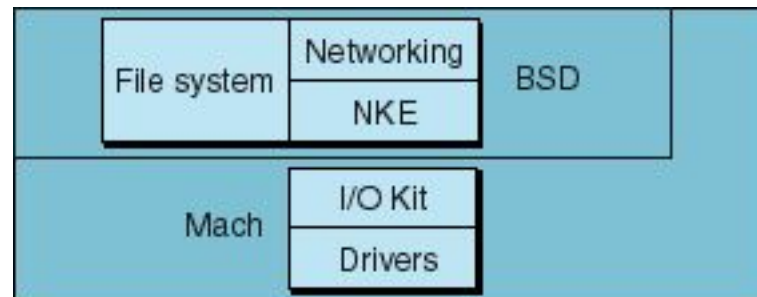 File system
Networking
NKE
BSD
Mach
I/O Kit
Drivers